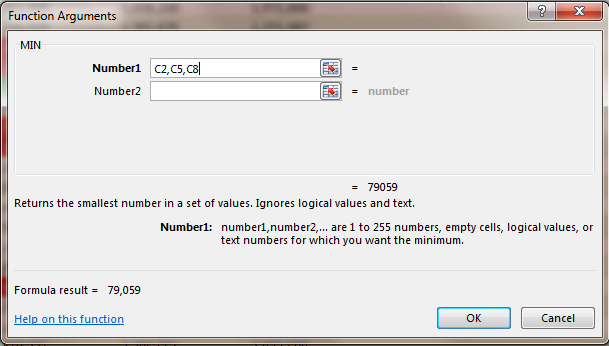 Function Arguments
MIN
Number1 C2,C5,C8 =
Number2 = number
= 79059
Returns the smallest number in a set of values. Ignores logical values and text.
Number1: number1,number2,... are 1 to 255 numbers, empty cells, logical values, or
text numbers for which you want the minimum.
Formula result = 79,059
Help on this function OK Cancel